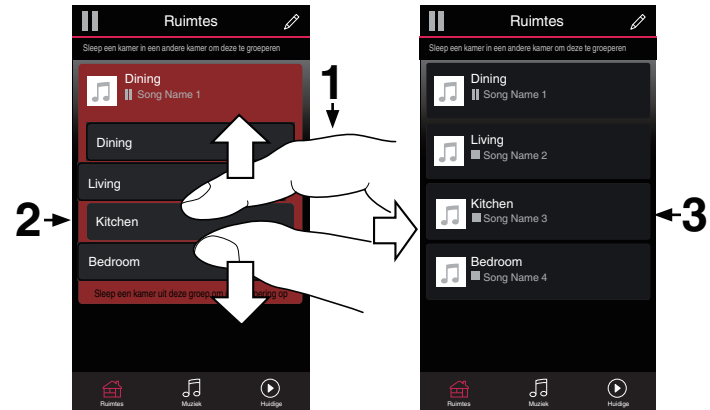 Ruimtes
Sleep een kamer in een andere kamer om deze te groeperen
Dining
Song Name 1
Dining
Living
Kitchen
Bedroom
Sleep een kamer uit deze groep om
op
Ruimtes
Muziek
Huidige
1
2
Ruimtes
Sleep een kamer in een andere kamer om deze te groeperen
Dining
Song Name 1
Living
Song Name 2
Kitchen
Song Name 3
Bedroom
Song Name 4
Ruimtes
Muziek
Huidige
3